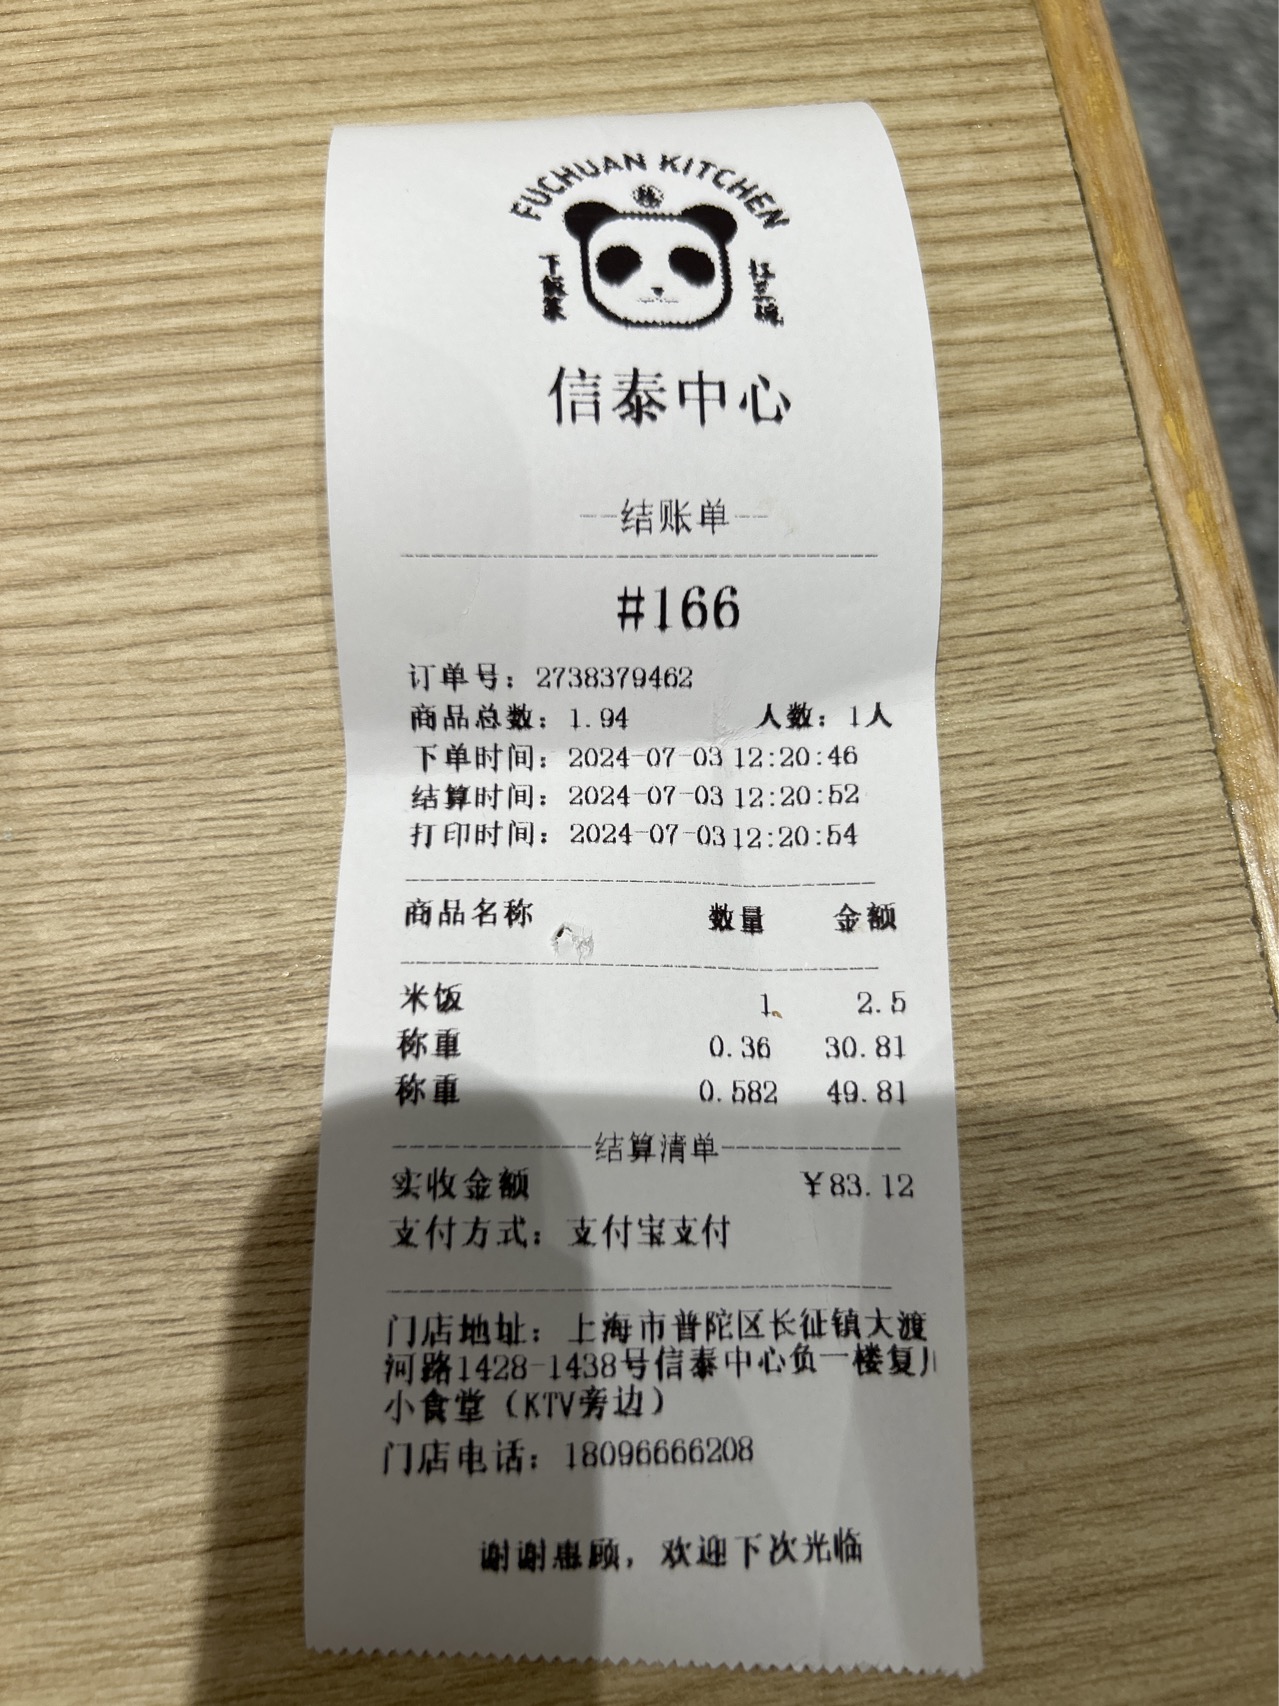 FUCHUAN KITCHEN
下饭菜
信泰中心
--结账单--
#166
订单号：2738379462
商品总数：1.94 人数：1人
下单时间：2024-07-03 12:20:46
结算时间：2024-07-03 12:20:52
打印时间：2024-07-03 12:20:54
商品名称 数量 金额
米饭 1 2.5
称重 0.36 30.81
称重 0.582 49.81
结算清单
实收金额 ￥83.12
支付方式：支付宝支付
门店地址：上海市普陀区长征镇大渡
河路1428-1438号信泰中心负一楼复川
小食堂（KTV旁边）
门店电话：18096666208
谢谢惠顾，欢迎下次光临